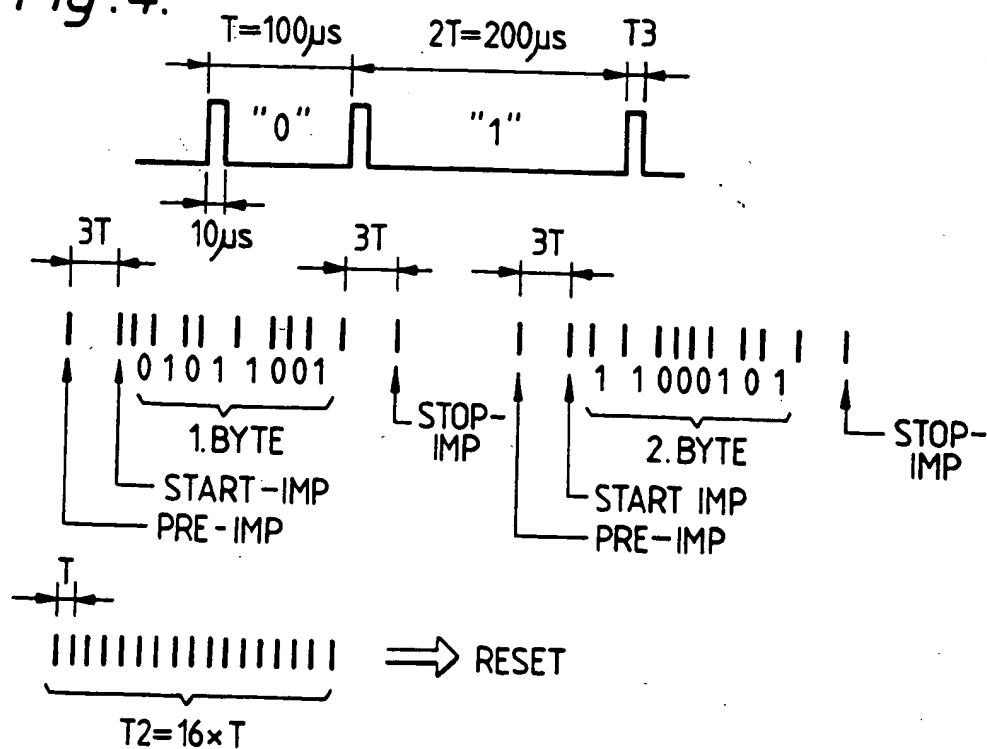 Fig.4.
T=100µs 2T=200µs T3
"0" "1"
10µs
3T 3T 3T
0101 1001 1 1000101
1.BYTE STOP-IMP 2.BYTE STOP-IMP
START-IMP START IMP
PRE-IMP PRE-IMP
T
RESET
T2=16×T